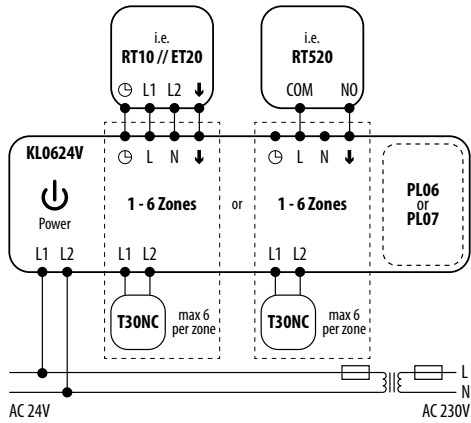 i.e.
RT10 // ET20
L1 L2
i.e.
RT520
COM NO
KL0624V
Power
L1 L2
L N
1 - 6 Zones
L1 L2
T30NC
max 6
per zone
or
L N
1 - 6 Zones
L1 L2
T30NC
max 6
per zone
PL06
or
PL07
L
N
AC 24V
AC 230V